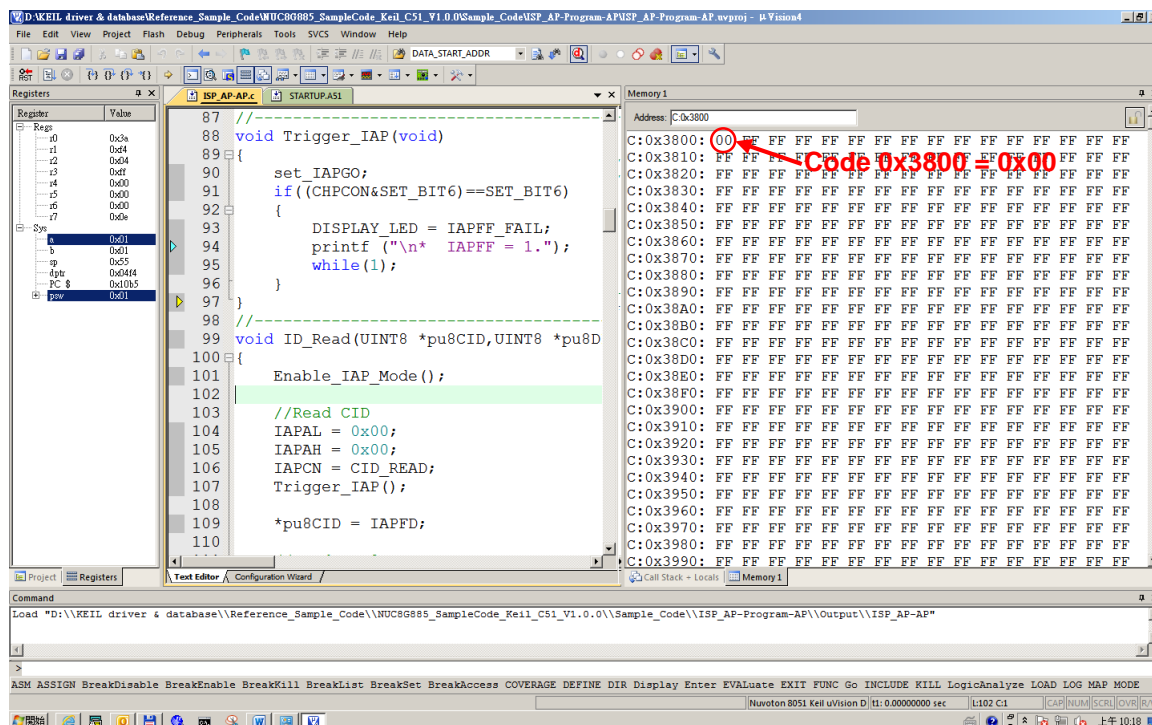 D:\KEIL driver & database\Reference_Sample_Code\NUC8G885_SampleCode_Keil_C51_V1.0.0\Sample_Code\ISP_AP-Program-AP\ISP_AP-Program-AP.uvproj - µVision4
File Edit View Project Flash Debug Peripherals Tools SVCS Window Help
DATA_START_ADDR
RST
Registers
Register Value
Regs
r0 0x3a
r1 0xf4
r2 0x04
r3 0xff
r4 0x00
r5 0x00
r6 0x00
r7 0x0e
Sys
a 0x01
b 0x01
sp 0x55
dptr 0x04f4
PC $ 0x10b5
psw 0x01
Project Registers
ISP_AP-AP.c STARTUP.A51
87 //-----------------------------------
88 void Trigger_IAP(void)
89 {
90 set_IAPGO;
91 if((CHPCON&SET_BIT6)==SET_BIT6)
92 {
93 DISPLAY_LED = IAPFF_FAIL;
94 printf ("\n*  IAPFF = 1.");
95 while(1);
96 }
97 }
98 //-----------------------------------
99 void ID_Read(UINT8 *pu8CID,UINT8 *pu8D
100 {
101 Enable_IAP_Mode();
102
103 //Read CID
104 IAPAL = 0x00;
105 IAPAH = 0x00;
106 IAPCN = CID_READ;
107 Trigger_IAP();
108
109 *pu8CID = IAPFD;
110
Text Editor Configuration Wizard
Memory 1
Address: C:0x3800
Code 0x3800 = 0x00
C:0x3800: 00 FF FF FF FF FF FF FF FF FF FF FF FF FF FF FF
C:0x3810: FF FF FF FF FF FF FF FF FF FF FF FF FF FF FF FF
C:0x3820: FF FF FF FF FF FF FF FF FF FF FF FF FF FF FF FF
C:0x3830: FF FF FF FF FF FF FF FF FF FF FF FF FF FF FF FF
C:0x3840: FF FF FF FF FF FF FF FF FF FF FF FF FF FF FF FF
C:0x3850: FF FF FF FF FF FF FF FF FF FF FF FF FF FF FF FF
C:0x3860: FF FF FF FF FF FF FF FF FF FF FF FF FF FF FF FF
C:0x3870: FF FF FF FF FF FF FF FF FF FF FF FF FF FF FF FF
C:0x3880: FF FF FF FF FF FF FF FF FF FF FF FF FF FF FF FF
C:0x3890: FF FF FF FF FF FF FF FF FF FF FF FF FF FF FF FF
C:0x38A0: FF FF FF FF FF FF FF FF FF FF FF FF FF FF FF FF
C:0x38B0: FF FF FF FF FF FF FF FF FF FF FF FF FF FF FF FF
C:0x38C0: FF FF FF FF FF FF FF FF FF FF FF FF FF FF FF FF
C:0x38D0: FF FF FF FF FF FF FF FF FF FF FF FF FF FF FF FF
C:0x38E0: FF FF FF FF FF FF FF FF FF FF FF FF FF FF FF FF
C:0x38F0: FF FF FF FF FF FF FF FF FF FF FF FF FF FF FF FF
C:0x3900: FF FF FF FF FF FF FF FF FF FF FF FF FF FF FF FF
C:0x3910: FF FF FF FF FF FF FF FF FF FF FF FF FF FF FF FF
C:0x3920: FF FF FF FF FF FF FF FF FF FF FF FF FF FF FF FF
C:0x3930: FF FF FF FF FF FF FF FF FF FF FF FF FF FF FF FF
C:0x3940: FF FF FF FF FF FF FF FF FF FF FF FF FF FF FF FF
C:0x3950: FF FF FF FF FF FF FF FF FF FF FF FF FF FF FF FF
C:0x3960: FF FF FF FF FF FF FF FF FF FF FF FF FF FF FF FF
C:0x3970: FF FF FF FF FF FF FF FF FF FF FF FF FF FF FF FF
C:0x3980: FF FF FF FF FF FF FF FF FF FF FF FF FF FF FF FF
C:0x3990: FF FF FF FF FF FF FF FF FF FF FF FF FF FF FF FF
Call Stack + Locals Memory 1
Command
Load "D:\\KEIL driver & database\\Reference_Sample_Code\\NUC8G885_SampleCode_Keil_C51_V1.0.0\\Sample_Code\\ISP_AP-Program-AP\\Output\\ISP_AP-AP"
>
ASM ASSIGN BreakDisable BreakEnable BreakKill BreakList BreakSet BreakAccess COVERAGE DEFINE DIR Display Enter EVALuate EXIT FUNC Go INCLUDE KILL LogicAnalyze LOAD LOG MAP MODE
Nuvoton 8051 Keil uVision D t1: 0.00000000 sec L:102 C:1 CAP NUM SCRL OVR R/
開始 上午 10:18